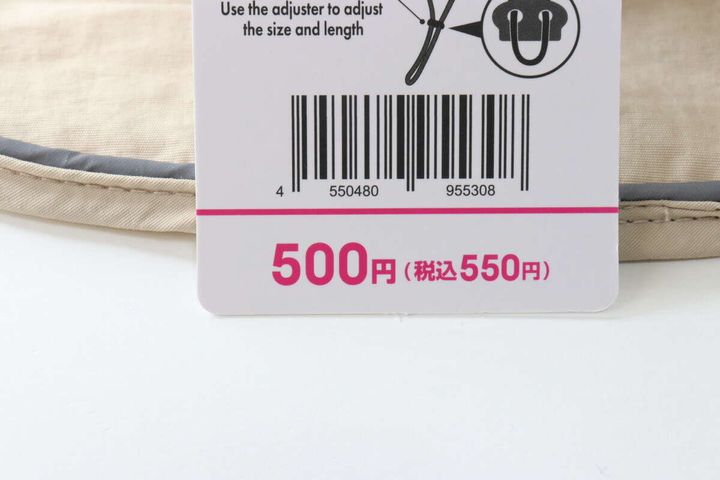 Use the adjuster to adjust
the size and length
4 550480 955308
500円(税込550円)